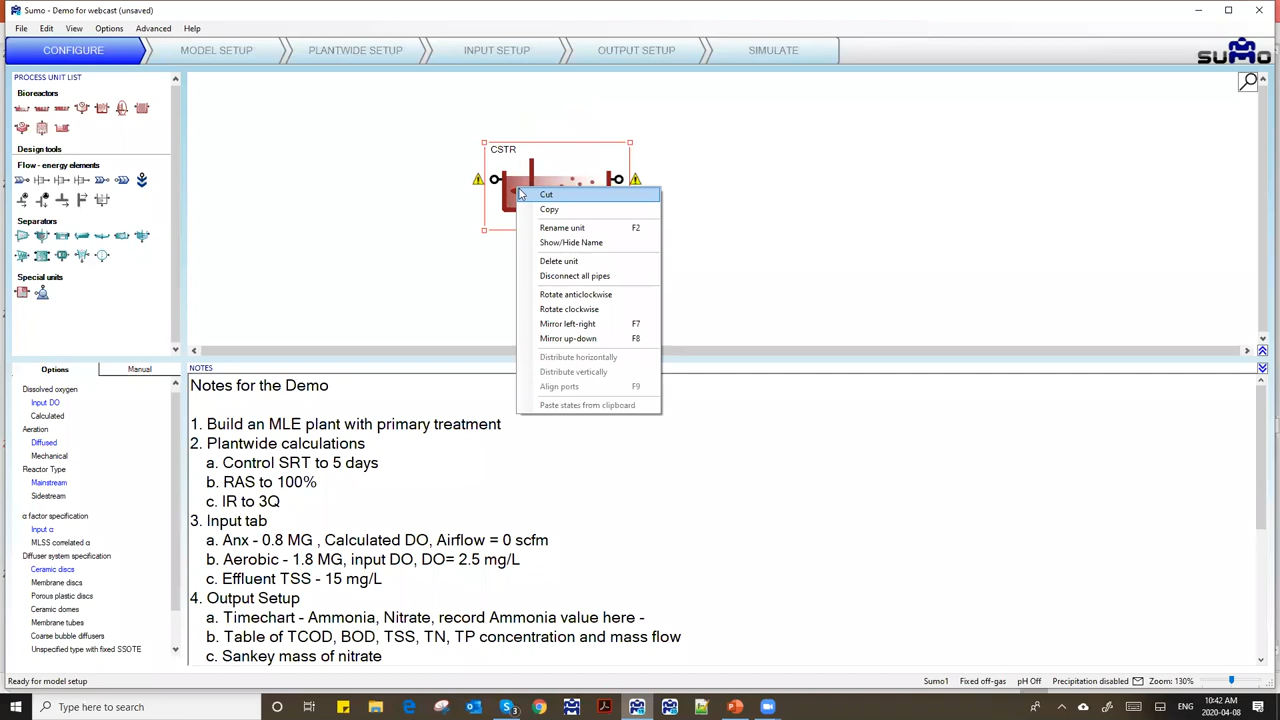 Sumo - Demo for webcast (unsaved)
File Edit View Options Advanced Help
CONFIGURE MODEL SETUP PLANTWIDE SETUP INPUT SETUP OUTPUT SETUP SIMULATE
sumo
PROCESS UNIT LIST
Bioreactors
Design tools
Flow - energy elements
Separators
Special units
CSTR
Cut
Copy
Rename unit F2
Show/Hide Name
Delete unit
Disconnect all pipes
Rotate anticlockwise
Rotate clockwise
Mirror left-right F7
Mirror up-down F8
Distribute horizontally
Distribute vertically
Align ports F9
Paste states from clipboard
Options Manual
Dissolved oxygen
Input DO
Calculated
Aeration
Diffused
Mechanical
Reactor Type
Mainstream
Sidestream
α factor specification
Input α
MLSS correlated α
Diffuser system specification
Ceramic discs
Membrane discs
Porous plastic discs
Ceramic domes
Membrane tubes
Coarse bubble diffusers
Unspecified type with fixed SSOTE
NOTES
Notes for the Demo
1. Build an MLE plant with primary treatment
2. Plantwide calculations
a. Control SRT to 5 days
b. RAS to 100%
c. IR to 3Q
3. Input tab
a. Anx - 0.8 MG , Calculated DO, Airflow = 0 scfm
b. Aerobic - 1.8 MG, input DO, DO= 2.5 mg/L
c. Effluent TSS - 15 mg/L
4. Output Setup
a. Timechart - Ammonia, Nitrate, record Ammonia value here -
b. Table of TCOD, BOD, TSS, TN, TP concentration and mass flow
c. Sankey mass of nitrate
Ready for model setup Sumo1 Fixed off-gas pH Off Precipitation disabled Zoom: 130%
Type here to search
10:42 AM
2020-04-08